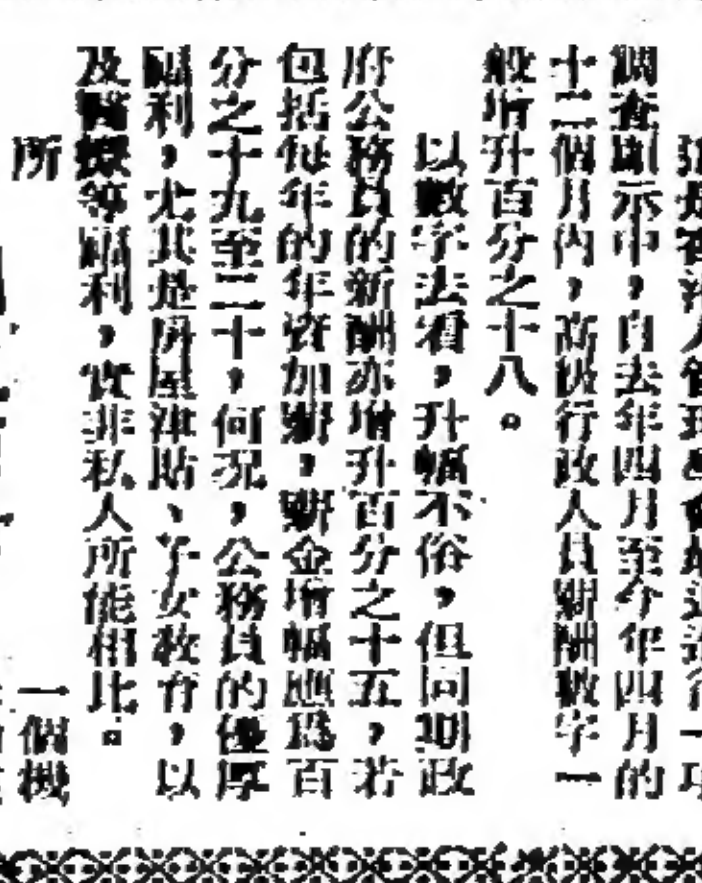 調查顯示中，自去年四月至今年四月的
十二個月內，高級行政人員薪酬數字一
般增升百分之十八。
以數字去看，升幅不俗，但同期政
府公務員的新酬亦增升百分之十五，若
包括每年的年資加薪，薪金增幅應爲百
分之十九至二十，何況，公務員的優厚
福利，尤其是房屋津貼、子女教育，以
及醫療等福利，實非私人所能相比。
所
一個機